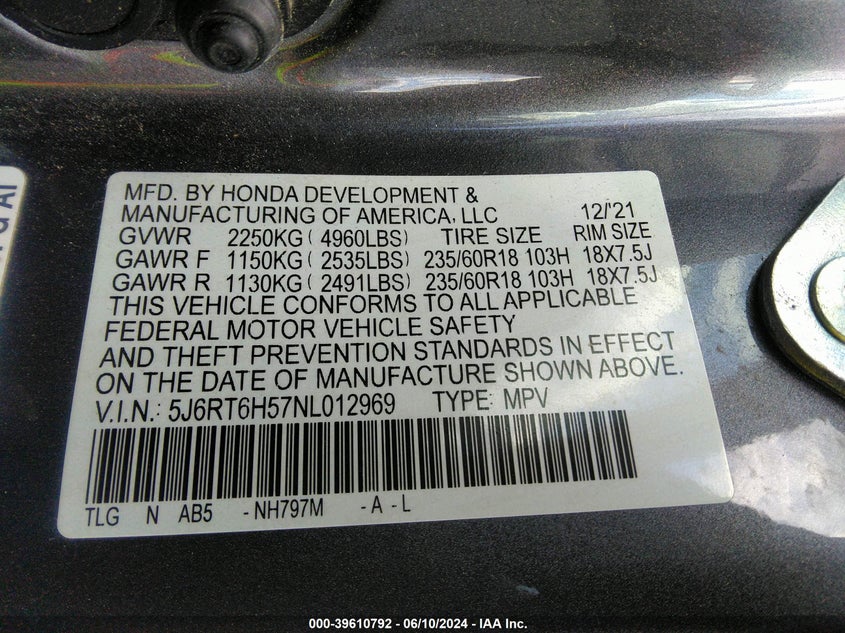 MFD. BY HONDA DEVELOPMENT &
MANUFACTURING OF AMERICA, LLC 12/'21
GVWR 2250KG ( 4960LBS) TIRE SIZE RIM SIZE
GAWR F 1150KG ( 2535LBS) 235/60R18 103H 18X7.5J
GAWR R 1130KG ( 2491LBS) 235/60R18 103H 18X7.5J
THIS VEHICLE CONFORMS TO ALL APPLICABLE
FEDERAL MOTOR VEHICLE SAFETY
AND THEFT PREVENTION STANDARDS IN EFFECT
ON THE DATE OF MANUFACTURE SHOWN ABOVE.
V.I.N.: 5J6RT6H57NL012969 TYPE: MPV
TLG N AB5 -NH797M -A -L
000-39610792 - 06/10/2024 - IAA Inc.